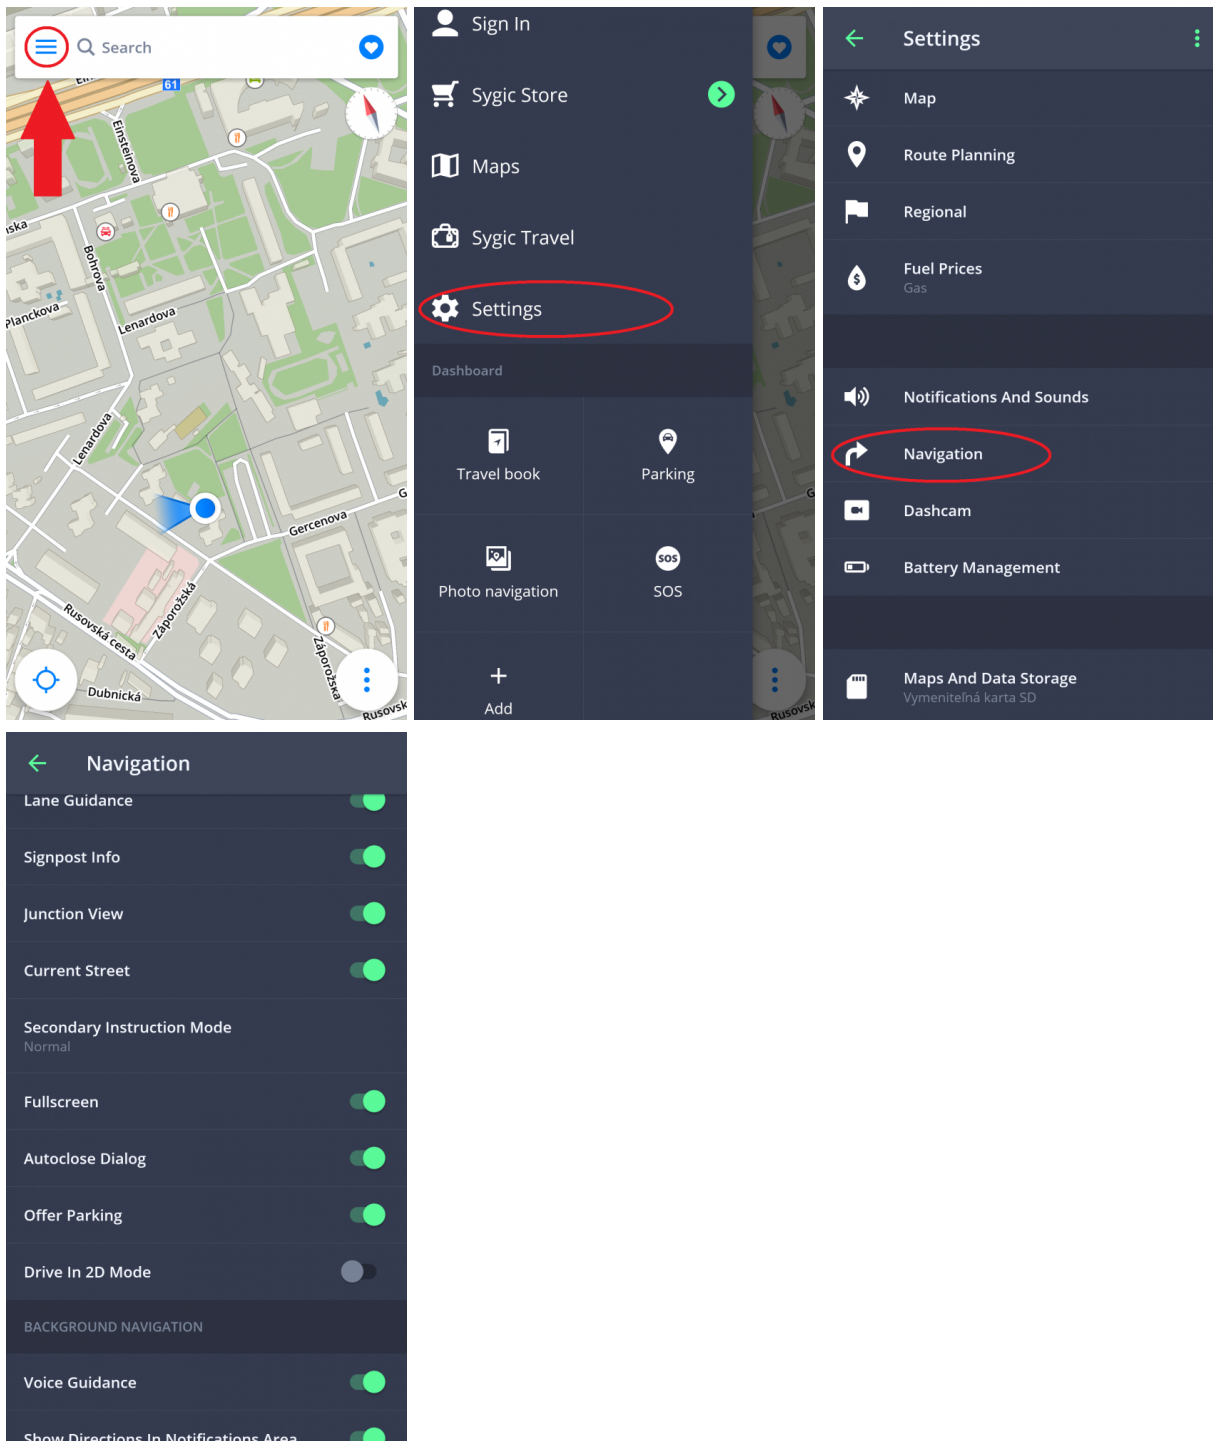 Search
61
Einsteinova
Bohrova
Lenardova
Planckova
Lenardova
Gercenova
Záporožská
Rusovská cesta
Záporožská
Dubnická
Sign In
Sygic Store
Maps
Sygic Travel
Settings
Dashboard
Travel book
Parking
Photo navigation
SOS
SOS
Add
Settings
Map
Route Planning
Regional
Fuel Prices
Gas
Notifications And Sounds
Navigation
Dashcam
Battery Management
Maps And Data Storage
Vymeniteľná karta SD
Navigation
Lane Guidance
Signpost Info
Junction View
Current Street
Secondary Instruction Mode
Normal
Fullscreen
Autoclose Dialog
Offer Parking
Drive In 2D Mode
BACKGROUND NAVIGATION
Voice Guidance
Show Directions In Notifications Area